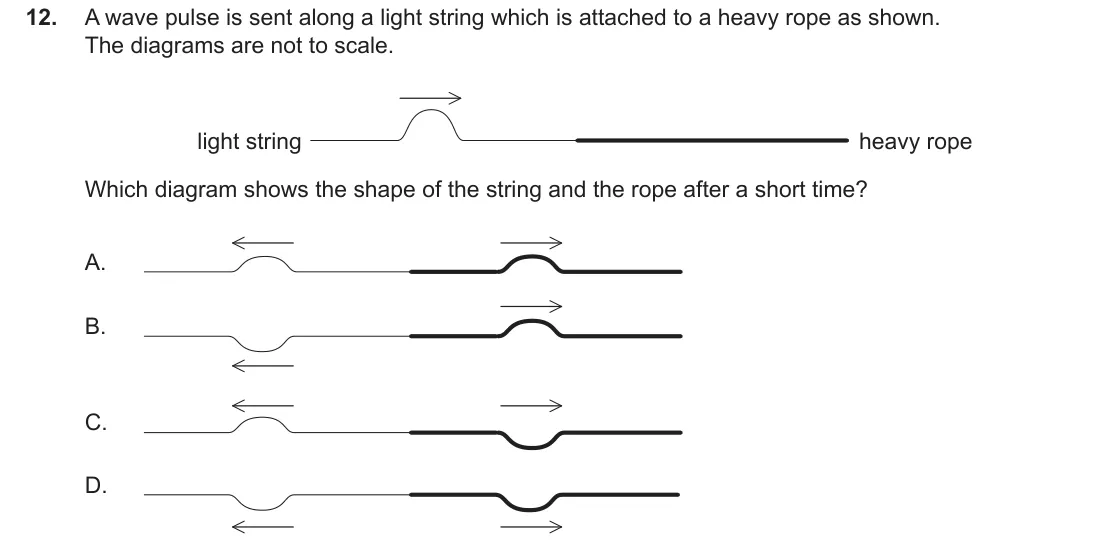 12. A wave pulse is sent along a light string which is attached to a heavy rope as shown.
The diagrams are not to scale.
light string heavy rope
Which diagram shows the shape of the string and the rope after a short time?
A.
B.
C.
D.